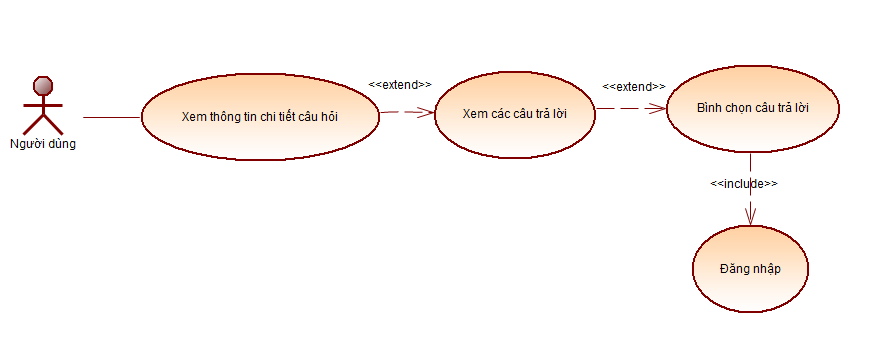 <<extend>>
<<extend>>
Xem thông tin chi tiết câu hỏi
Xem các câu trả lời
Bình chọn câu trả lời
Người dùng
<<include>>
Đăng nhập